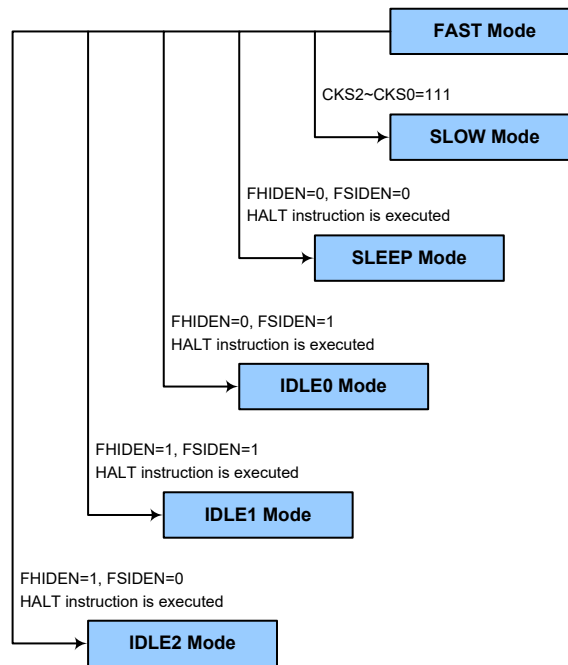 FAST Mode
CKS2~CKS0=111
SLOW Mode
FHIDEN=0, FSIDEN=0
HALT instruction is executed
SLEEP Mode
FHIDEN=0, FSIDEN=1
HALT instruction is executed
IDLE0 Mode
FHIDEN=1, FSIDEN=1
HALT instruction is executed
IDLE1 Mode
FHIDEN=1, FSIDEN=0
HALT instruction is executed
IDLE2 Mode